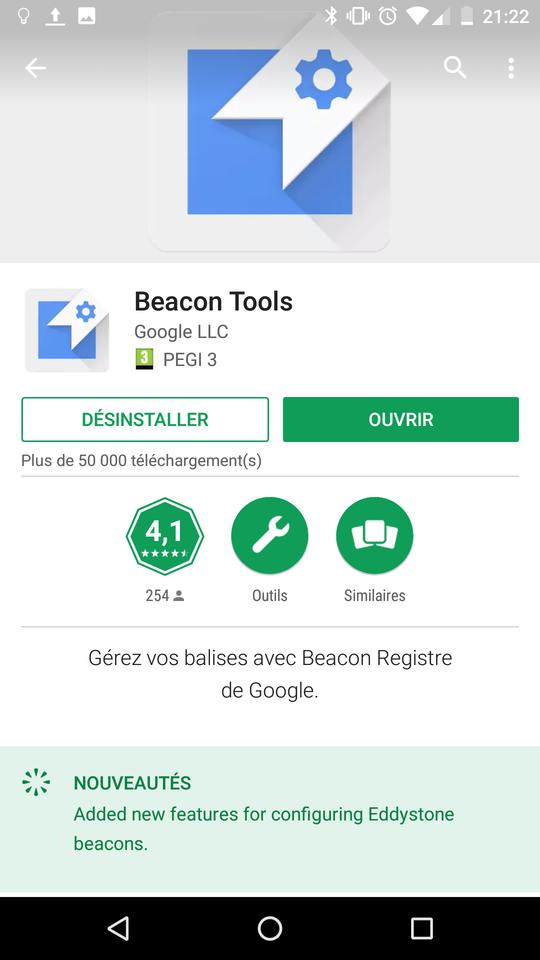 21:22
Beacon Tools
Google LLC
3 PEGI 3
DÉSINSTALLER
OUVRIR
Plus de 50 000 téléchargement(s)
4,1
254
Outils
Similaires
Gérez vos balises avec Beacon Registre
de Google.
NOUVEAUTÉS
Added new features for configuring Eddystone
beacons.